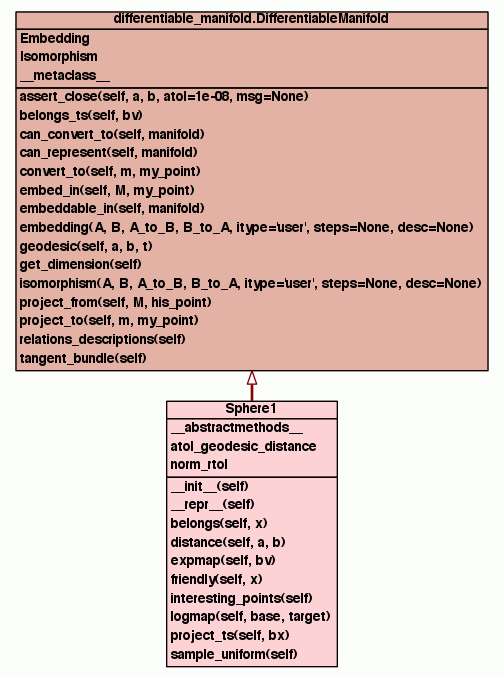 differentiable_manifold.DifferentiableManifold
Embedding
Isomorphism
__metaclass__
assert_close(self, a, b, atol=1e-08, msg=None)
belongs_ts(self, bv)
can_convert_to(self, manifold)
can_represent(self, manifold)
convert_to(self, m, my_point)
embed_in(self, M, my_point)
embeddable_in(self, manifold)
embedding(A, B, A_to_B, B_to_A, itype='user', steps=None, desc=None)
geodesic(self, a, b, t)
get_dimension(self)
isomorphism(A, B, A_to_B, B_to_A, itype='user', steps=None, desc=None)
project_from(self, M, his_point)
project_to(self, m, my_point)
relations_descriptions(self)
tangent_bundle(self)
Sphere1
__abstractmethods__
atol_geodesic_distance
norm_rtol
__init__(self)
__repr__(self)
belongs(self, x)
distance(self, a, b)
expmap(self, bv)
friendly(self, x)
interesting_points(self)
logmap(self, base, target)
project_ts(self, bx)
sample_uniform(self)